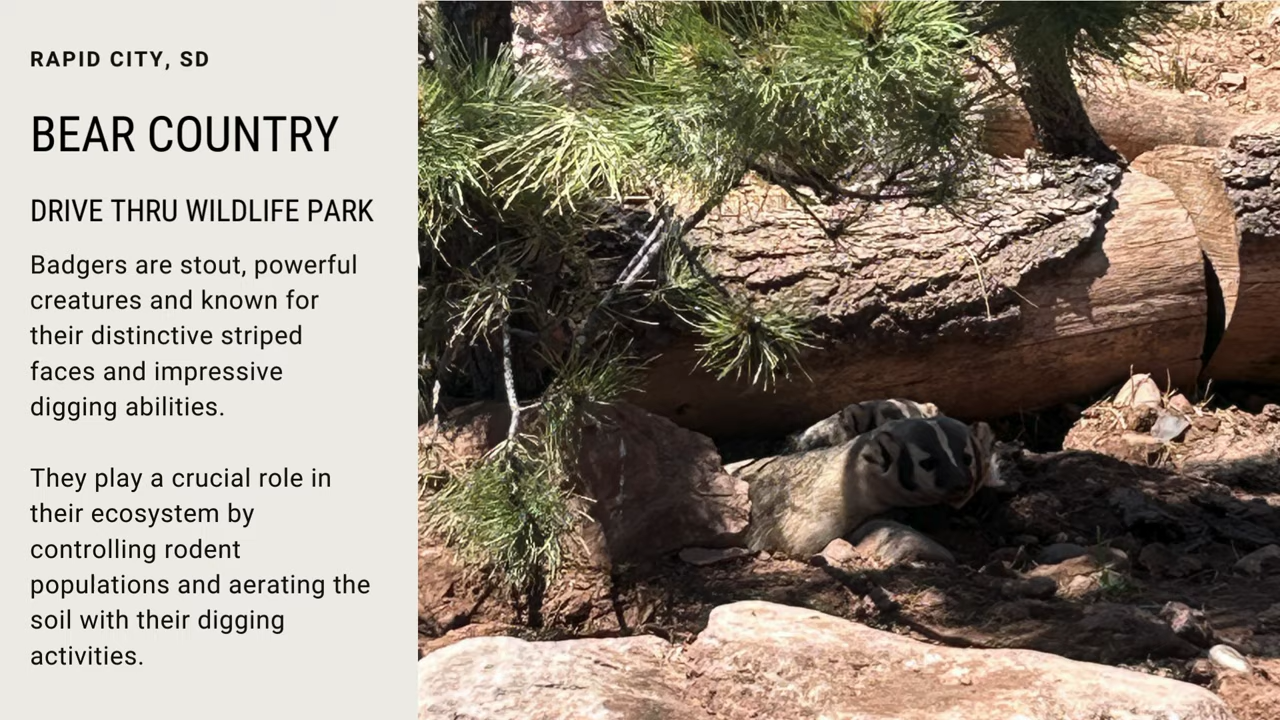 RAPID CITY, SD
BEAR COUNTRY
DRIVE THRU WILDLIFE PARK
Badgers are stout, powerful
creatures and known for
their distinctive striped
faces and impressive
digging abilities.
They play a crucial role in
their ecosystem by
controlling rodent
populations and aerating the
soil with their digging
activities.